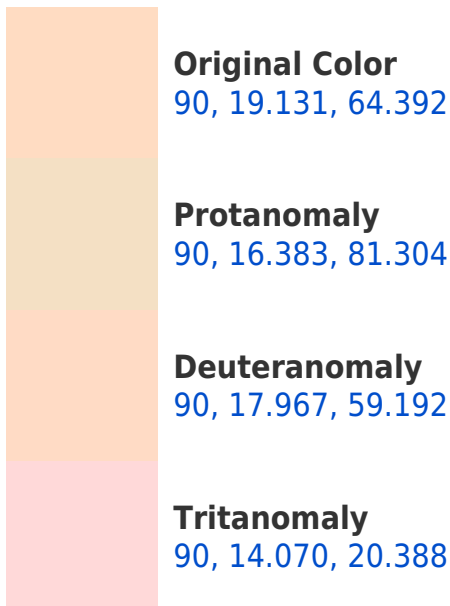 Original Color
90, 19.131, 64.392
Protanomaly
90, 16.383, 81.304
Deuteranomaly
90, 17.967, 59.192
Tritanomaly
90, 14.070, 20.388